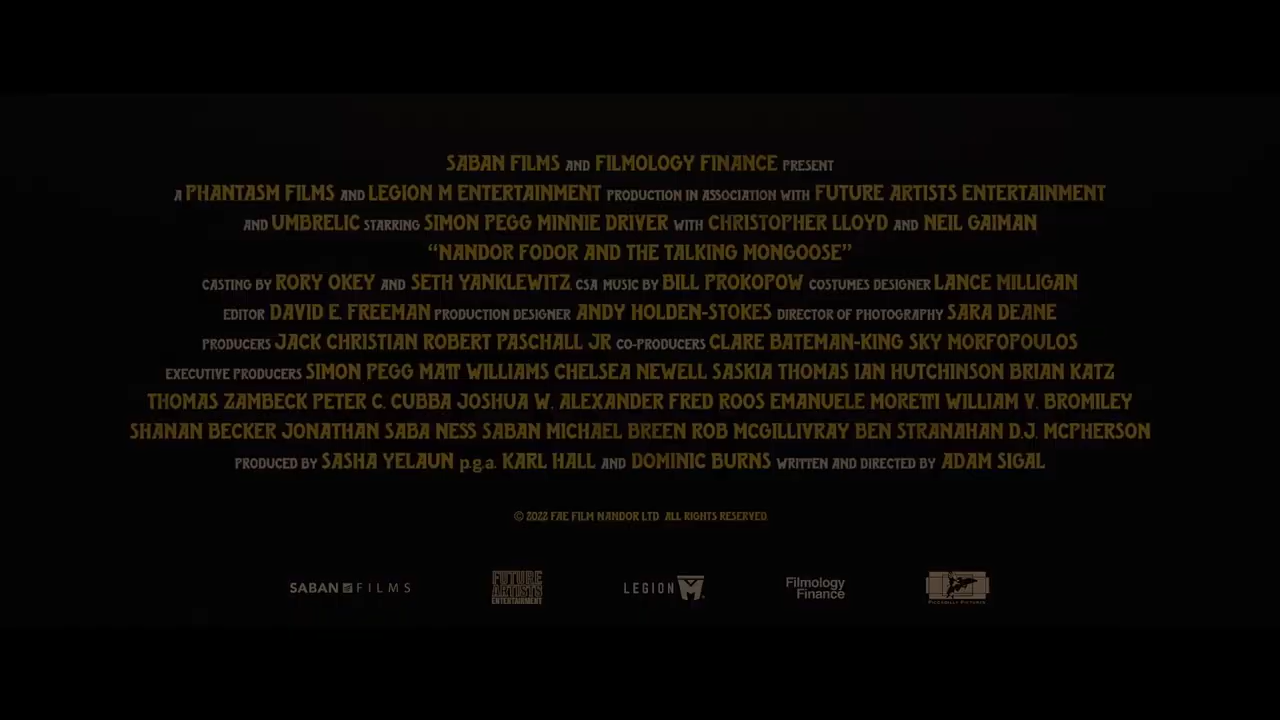 SABAN FILMS AND FILMOLOGY FINANCE PRESENT
A PHANTASM FILMS AND LEGION M ENTERTAINMENT PRODUCTION IN ASSOCIATION WITH FUTURE ARTISTS ENTERTAINMENT
AND UMBRELIC STARRING SIMON PEGG MINNIE DRIVER WITH CHRISTOPHER LLOYD AND NEIL GAIMAN
“NANDOR FODOR AND THE TALKING MONGOOSE”
CASTING BY RORY OKEY AND SETH YANKLEWITZ, CSA MUSIC BY BILL PROKOPOW COSTUMES DESIGNER LANCE MILLIGAN
EDITOR DAVID E. FREEMAN PRODUCTION DESIGNER ANDY HOLDEN-STOKES DIRECTOR OF PHOTOGRAPHY SARA DEANE
PRODUCERS JACK CHRISTIAN ROBERT PASCHALL JR CO-PRODUCERS CLARE BATEMAN-KING SKY MORFOPOULOS
EXECUTIVE PRODUCERS SIMON PEGG MATT WILLIAMS CHELSEA NEWELL SASKIA THOMAS IAN HUTCHINSON BRIAN KATZ
THOMAS ZAMBECK PETER C. CUBBA JOSHUA W. ALEXANDER FRED ROOS EMANUELE MORETTI WILLIAM V. BROMILEY
SHANAN BECKER JONATHAN SABA NESS SABAN MICHAEL BREEN ROB MCGILLIVRAY BEN STRANAHAN D.J. MCPHERSON
PRODUCED BY SASHA YELAUN p.g.a. KARL HALL AND DOMINIC BURNS WRITTEN AND DIRECTED BY ADAM SIGAL
© 2022 FAE FILM NANDOR LTD ALL RIGHTS RESERVED.
SABAN FILMS
FUTURE ARTISTS ENTERTAINMENT
LEGION M
Filmology Finance
PICCADILLY PICTURES